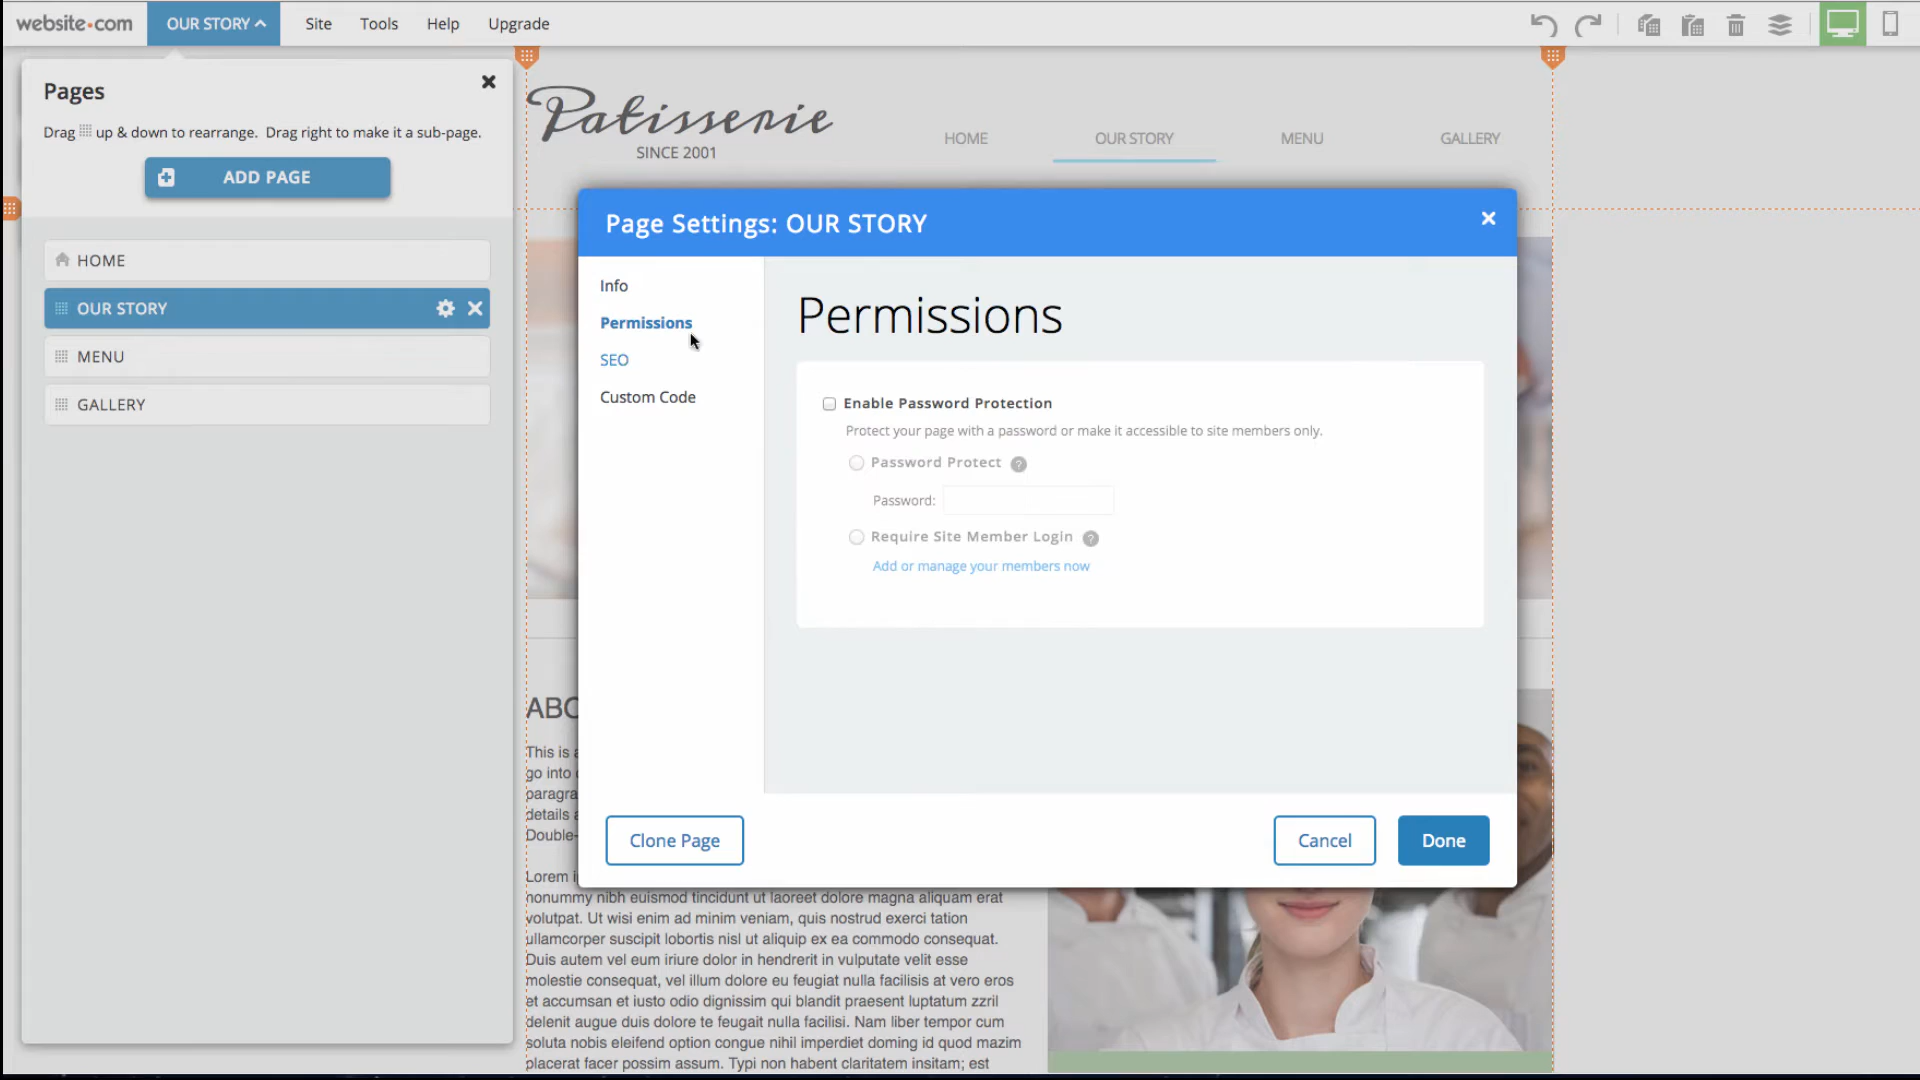 website.com
OUR STORY
Site
Tools
Help
Upgrade
Pages
Drag up & down to rearrange. Drag right to make it a sub-page.
ADD PAGE
HOME
OUR STORY
MENU
GALLERY
Patisserie
SINCE 2001
HOME
OUR STORY
MENU
GALLERY
Page Settings: OUR STORY
Info
Permissions
SEO
Custom Code
Permissions
Enable Password Protection
Protect your page with a password or make it accessible to site members only.
Password Protect ?
Password:
Require Site Member Login ?
Add or manage your members now
Clone Page
Cancel
Done
ABO
This is a
go into
paragra
details
Double-
Lorem i
nonummy nibh euismod tincidunt ut laoreet dolore magna aliquam erat
volutpat. Ut wisi enim ad minim veniam, quis nostrud exerci tation
ullamcorper suscipit lobortis nisl ut aliquip ex ea commodo consequat.
Duis autem vel eum iriure dolor in hendrerit in vulputate velit esse
molestie consequat, vel illum dolore eu feugiat nulla facilisis at vero eros
et accumsan et iusto odio dignissim qui blandit praesent luptatum zzril
delenit augue duis dolore te feugait nulla facilisi. Nam liber tempor cum
soluta nobis eleifend option congue nihil imperdiet doming id quod mazim
placerat facer possim assum. Typi non habent claritatem insitam; est